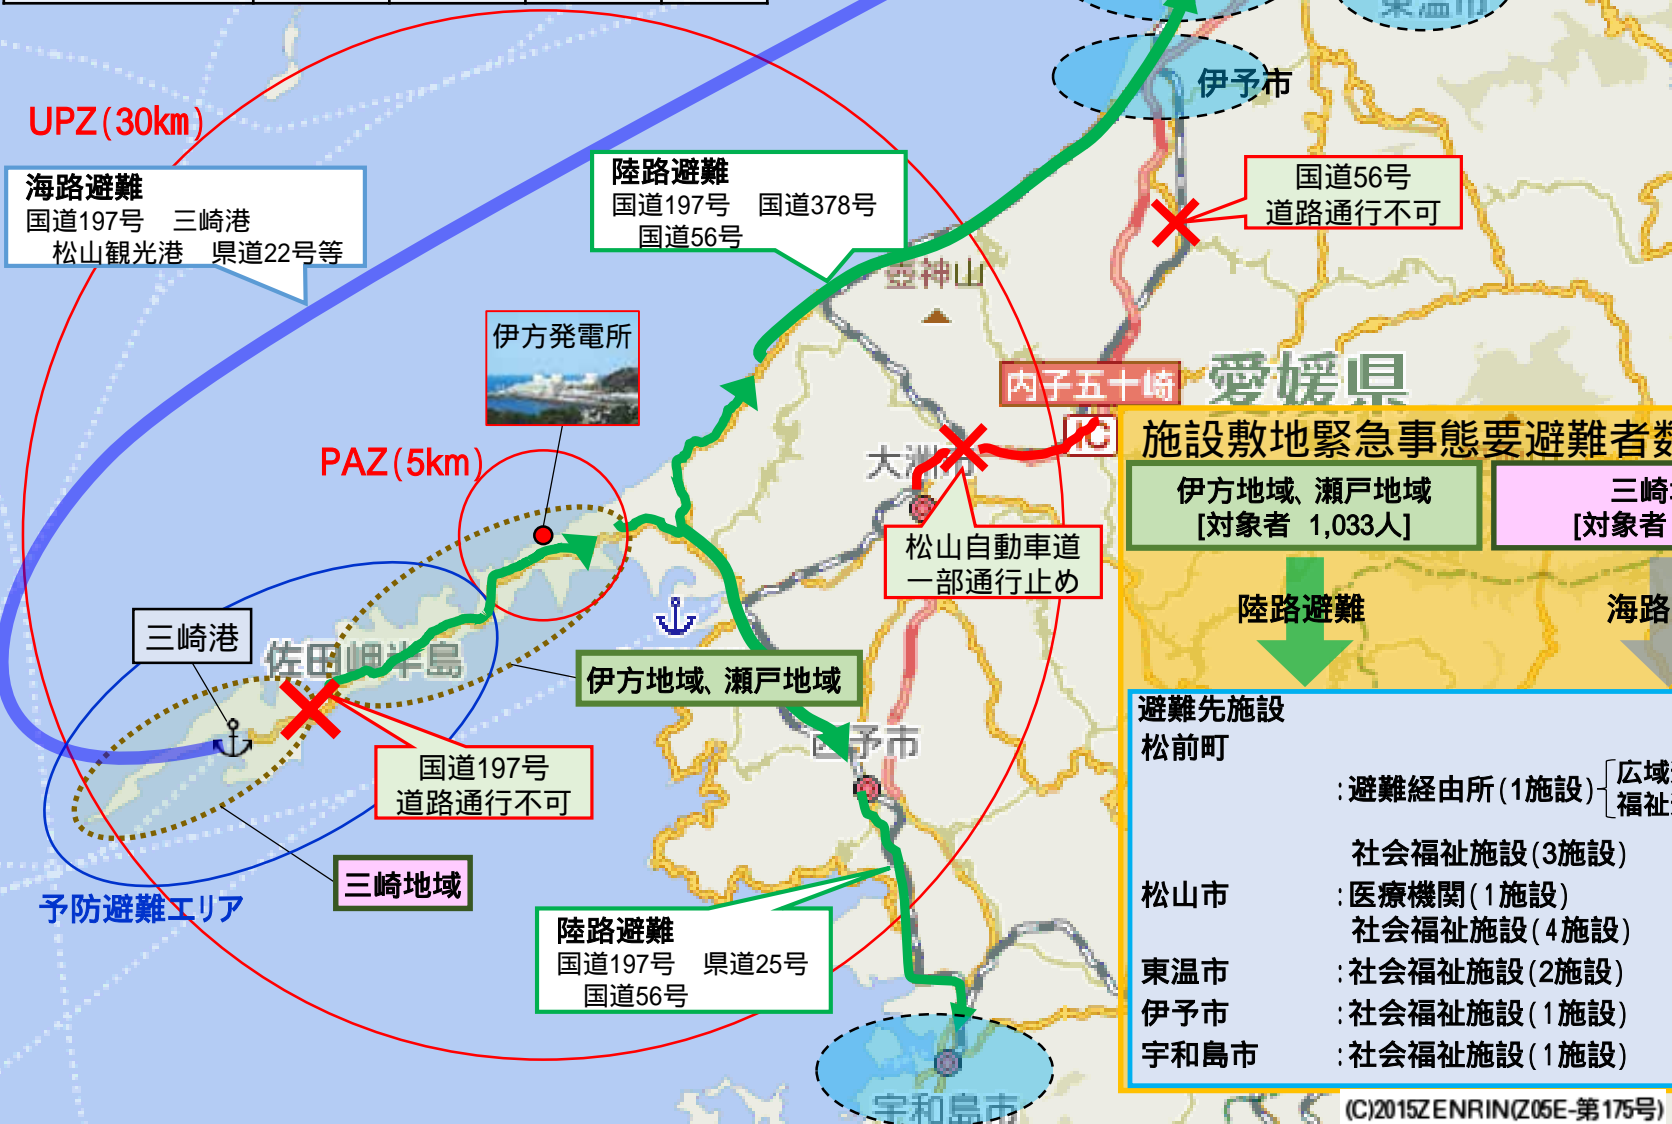 東温市
伊予市
UPZ(30km)
海路避難
国道197号　三崎港
松山観光港　県道22号等
陸路避難
国道197号　国道378号
国道56号
国道56号
道路通行不可
壺神山
伊方発電所
内子五十崎
IC
愛媛県
PAZ(5km)
大洲市
松山自動車道
一部通行止め
施設敷地緊急事態要避難者数
伊方地域、瀬戸地域
[対象者 1,033人]
三崎
[対象者
陸路避難
海路
三崎港
佐田岬半島
伊方地域、瀬戸地域
国道197号
道路通行不可
西予市
三崎地域
予防避難エリア
陸路避難
国道197号　県道25号
国道56号
避難先施設
松前町
:避難経由所(1施設)
広域
福祉
社会福祉施設(3施設)
松山市　:医療機関(1施設)
社会福祉施設(4施設)
東温市　:社会福祉施設(2施設)
伊予市　:社会福祉施設(1施設)
宇和島市　:社会福祉施設(1施設)
宇和島市
(C)2015ZENRIN(Z05E-第175号)